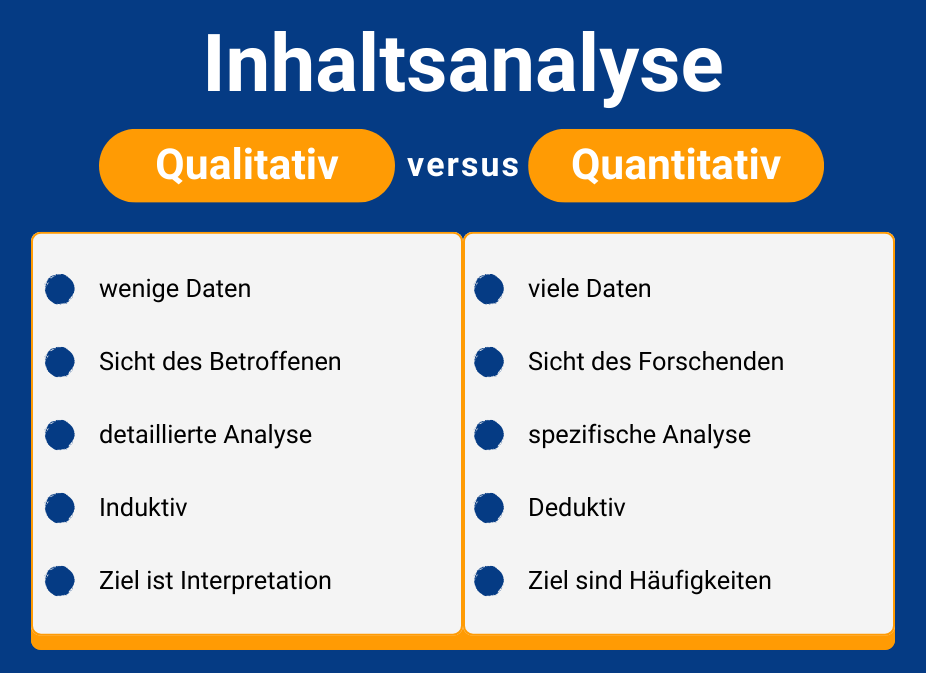 Inhaltsanalyse
Qualitativ versus Quantitativ
wenige Daten
Sicht des Betroffenen
detaillierte Analyse
Induktiv
Ziel ist Interpretation
viele Daten
Sicht des Forschenden
spezifische Analyse
Deduktiv
Ziel sind Häufigkeiten